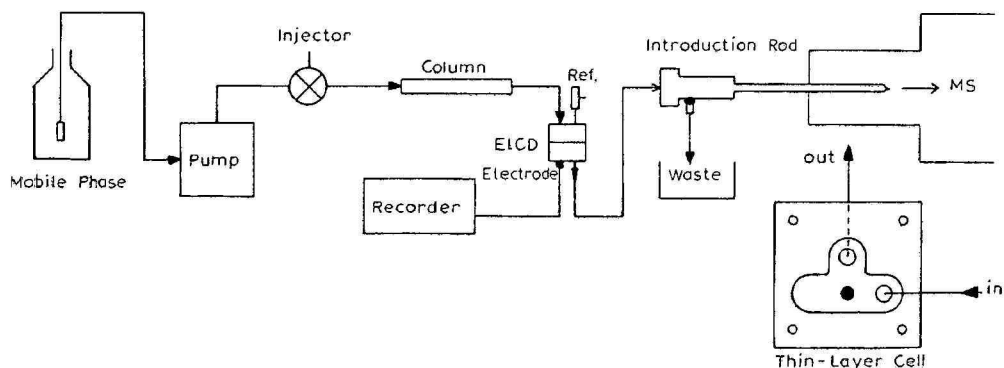 Injector
Introduction Rod
Column
Ref.
MS
ElCD
out
Pump
Electrode
Waste
Mobile Phase
Recorder
in
Thin-Layer Cell